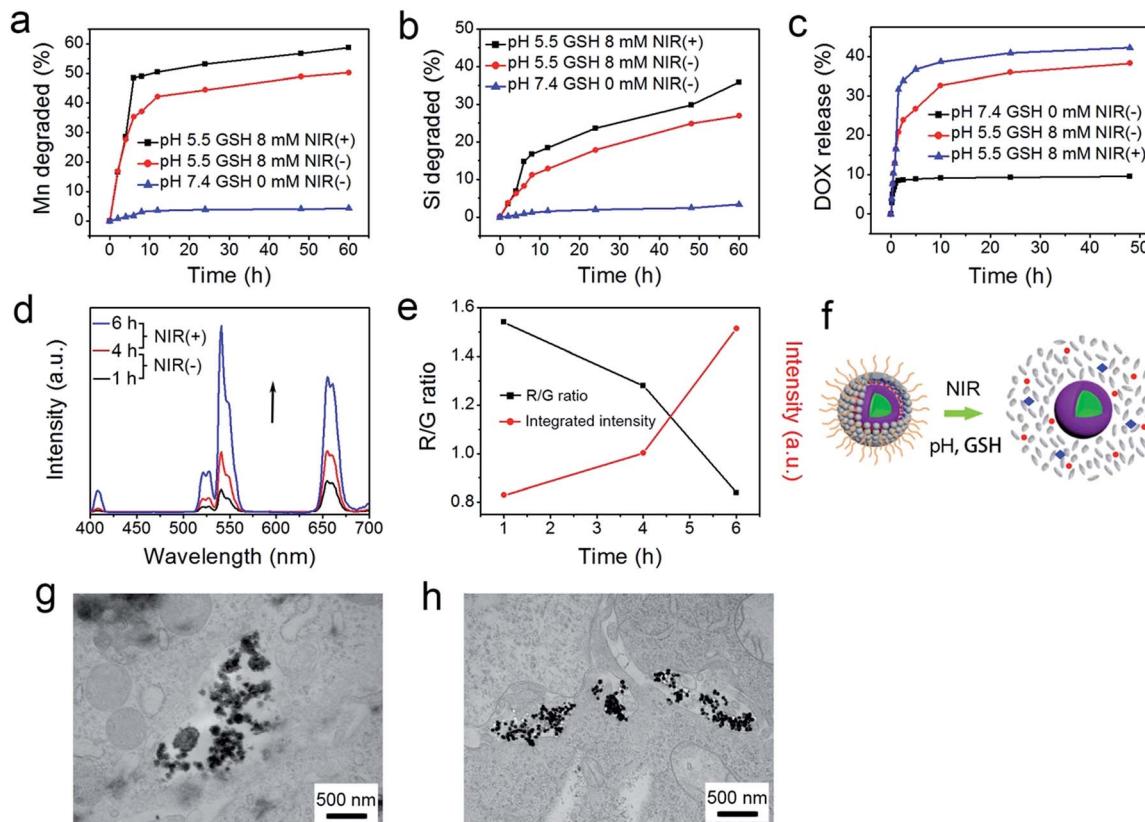 a
Mn degraded (%)
60
50
40
30
20
10
0
pH 5.5 GSH 8 mM NIR(+)
pH 5.5 GSH 8 mM NIR(-)
pH 7.4 GSH 0 mM NIR(-)
0 10 20 30 40 50 60
Time (h)
b
Si degraded (%)
50
40
30
20
10
0
pH 5.5 GSH 8 mM NIR(+)
pH 5.5 GSH 8 mM NIR(-)
pH 7.4 GSH 0 mM NIR(-)
0 10 20 30 40 50 60
Time (h)
c
DOX release (%)
50
40
30
20
10
0
pH 7.4 GSH 0 mM NIR(-)
pH 5.5 GSH 8 mM NIR(-)
pH 5.5 GSH 8 mM NIR(+)
0 10 20 30 40 50
Time (h)
d
Intensity (a.u.)
6 h
4 h
1 h
NIR(+)
NIR(-)
400 450 500 550 600 650 700
Wavelength (nm)
e
R/G ratio
1.6
1.4
1.2
1.0
0.8
R/G ratio
Integrated intensity
1 2 3 4 5 6
Time (h)
Intensity (a.u.)
f
NIR
pH, GSH
g
500 nm
h
500 nm